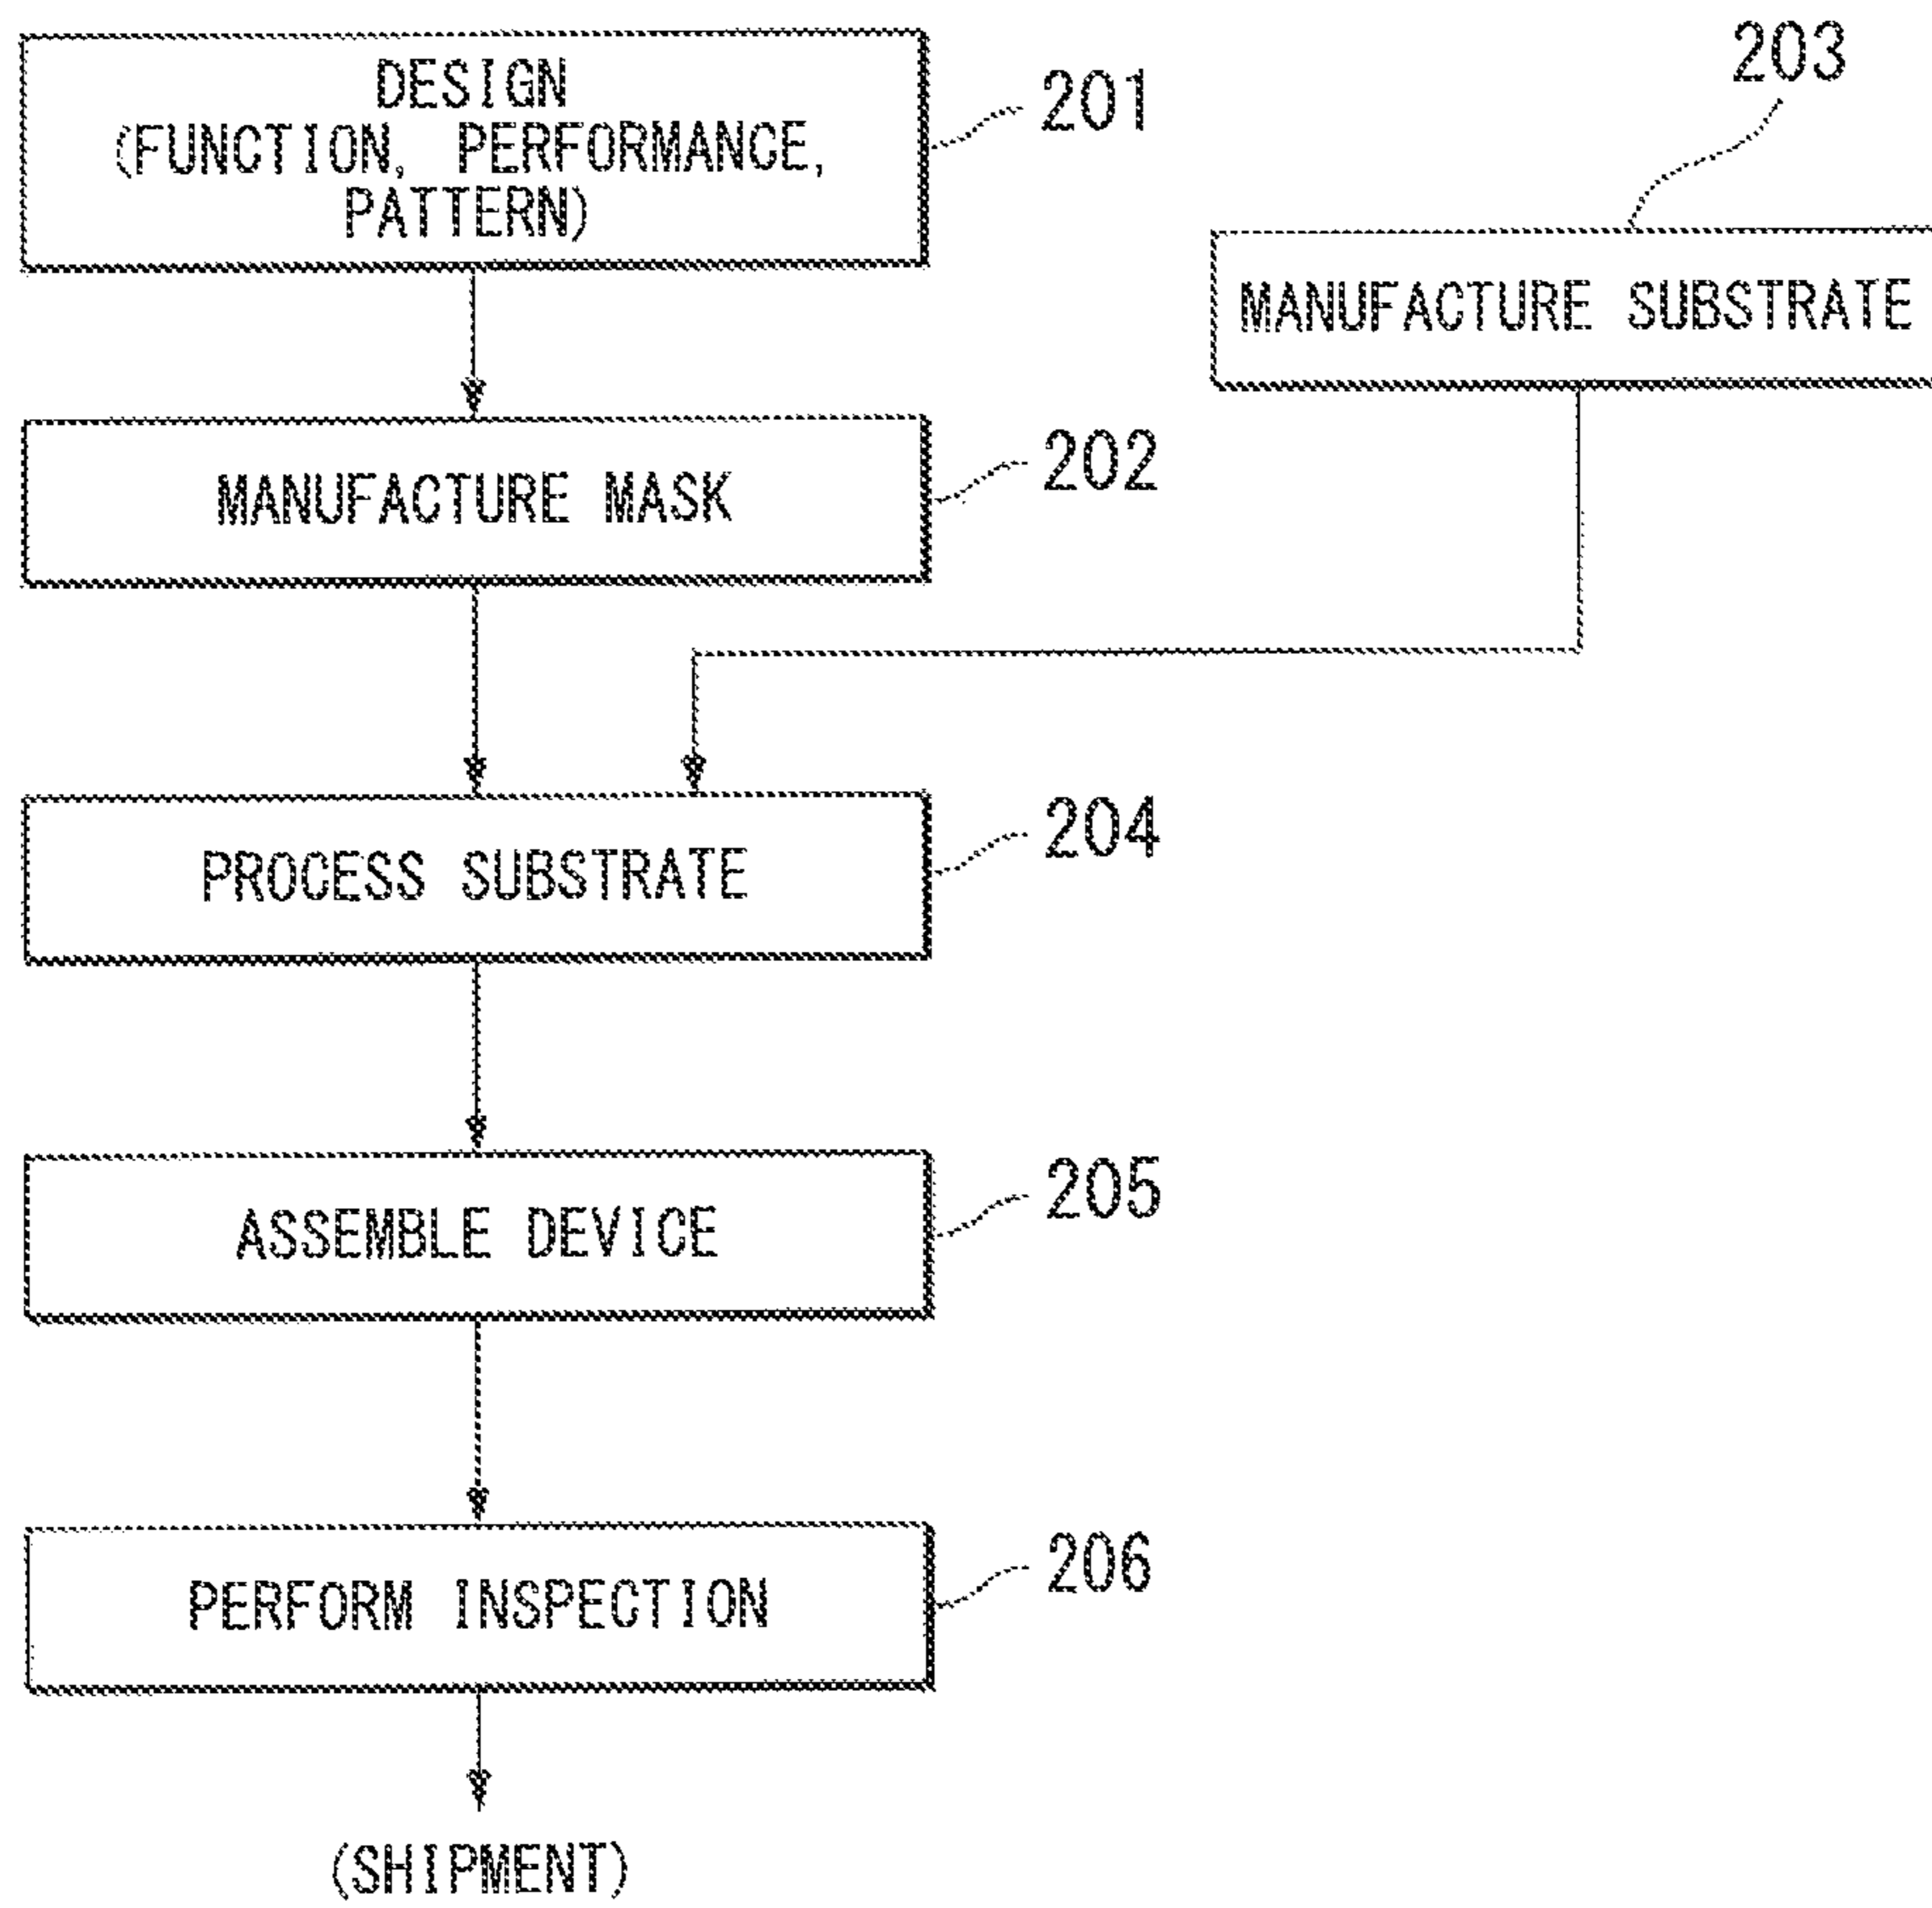 DESIGN
(FUNCTION, PERFORMANCE,
PATTERN)
201
203
MANUFACTURE SUBSTRATE
MANUFACTURE MASK
202
PROCESS SUBSTRATE
204
ASSEMBLE DEVICE
205
PERFORM INSPECTION
206
(SHIPMENT)